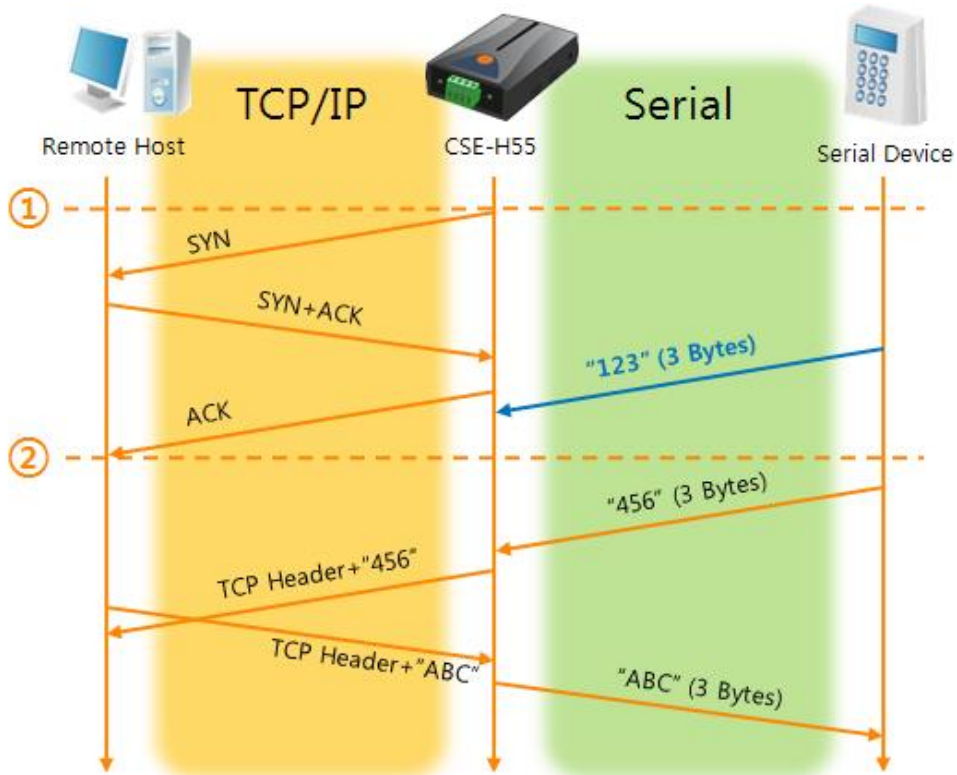 TCP/IP
Serial
Remote Host
CSE-H55
Serial Device
①
SYN
SYN+ACK
"123" (3 Bytes)
ACK
②
"456" (3 Bytes)
TCP Header+"456"
TCP Header+"ABC"
"ABC" (3 Bytes)